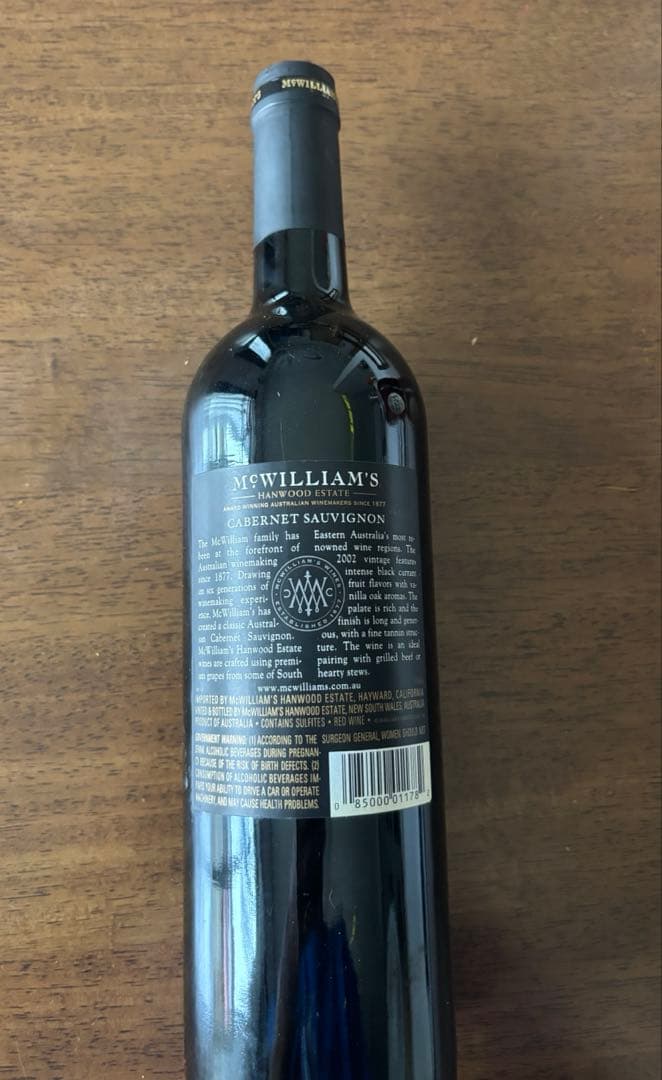 McWILLIAM'S
McWILLIAM'S
HANWOOD ESTATE
AWARD WINNING AUSTRALIAN WINEMAKERS SINCE 1877
CABERNET SAUVIGNON
The McWilliam family has
been at the forefront of
Australian winemaking
since 1877. Drawing
on six generations of
winemaking experi-
ence, McWilliam's has
created a classic Austral-
ian Cabernet Sauvignon.
McWilliam's Hanwood Estate
wines are crafted using premi-
um grapes from some of South
Eastern Australia's most re-
nowned wine regions. The
2002 vintage features
intense black currant
fruit flavors with va-
nilla oak aromas. The
palate is rich and the
finish is long and gener-
ous, with a fine tannin struc-
ture. The wine is an ideal
pairing with grilled beef or
hearty stews.
McWILLIAM'S WINES
ESTABLISHED 1877
www.mcwilliams.com.au
IMPORTED BY McWILLIAM'S HANWOOD ESTATE, HAYWARD, CALIFORNIA
VINTED & BOTTLED BY McWILLIAM'S HANWOOD ESTATE, NEW SOUTH WALES, AUSTRALIA
PRODUCT OF AUSTRALIA • CONTAINS SULFITES • RED WINE •
GOVERNMENT WARNING: (1) ACCORDING TO THE SURGEON GENERAL, WOMEN SHOULD NOT
DRINK ALCOHOLIC BEVERAGES DURING PREGNAN-
CY BECAUSE OF THE RISK OF BIRTH DEFECTS. (2)
CONSUMPTION OF ALCOHOLIC BEVERAGES IM-
PAIRS YOUR ABILITY TO DRIVE A CAR OR OPERATE
MACHINERY, AND MAY CAUSE HEALTH PROBLEMS.
0 85000 01178